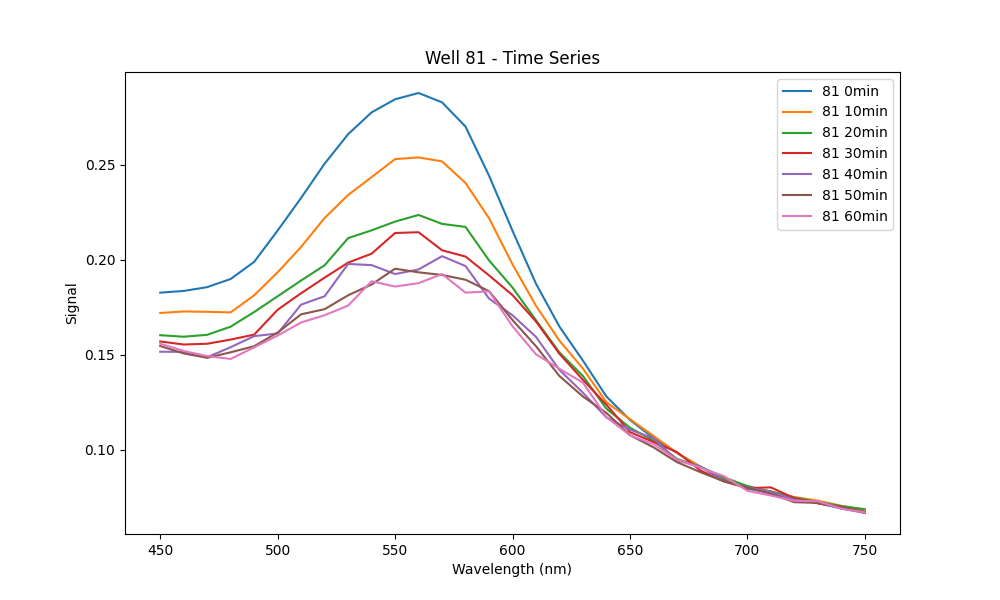 Well 81 - Time Series
81 0min
81 10min
81 20min
81 30min
81 40min
81 50min
81 60min
Signal
0.25
0.20
0.15
0.10
450 500 550 600 650 700 750
Wavelength (nm)